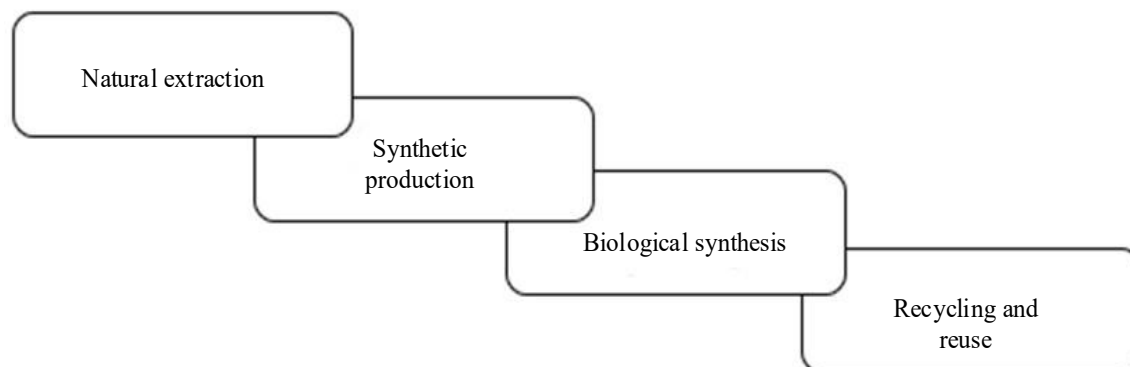 Natural extraction
Synthetic
production
Biological synthesis
Recycling and
reuse